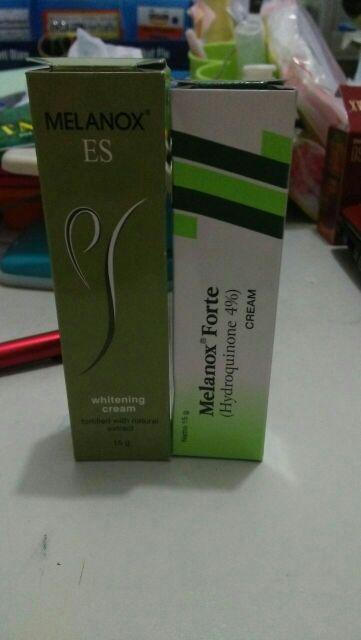 MELANOX®
ES
whitening
cream
fortified with natural
extract
15 g
Melanox® Forte
(Hydroquinone 4%)
CREAM
Netto 15 g